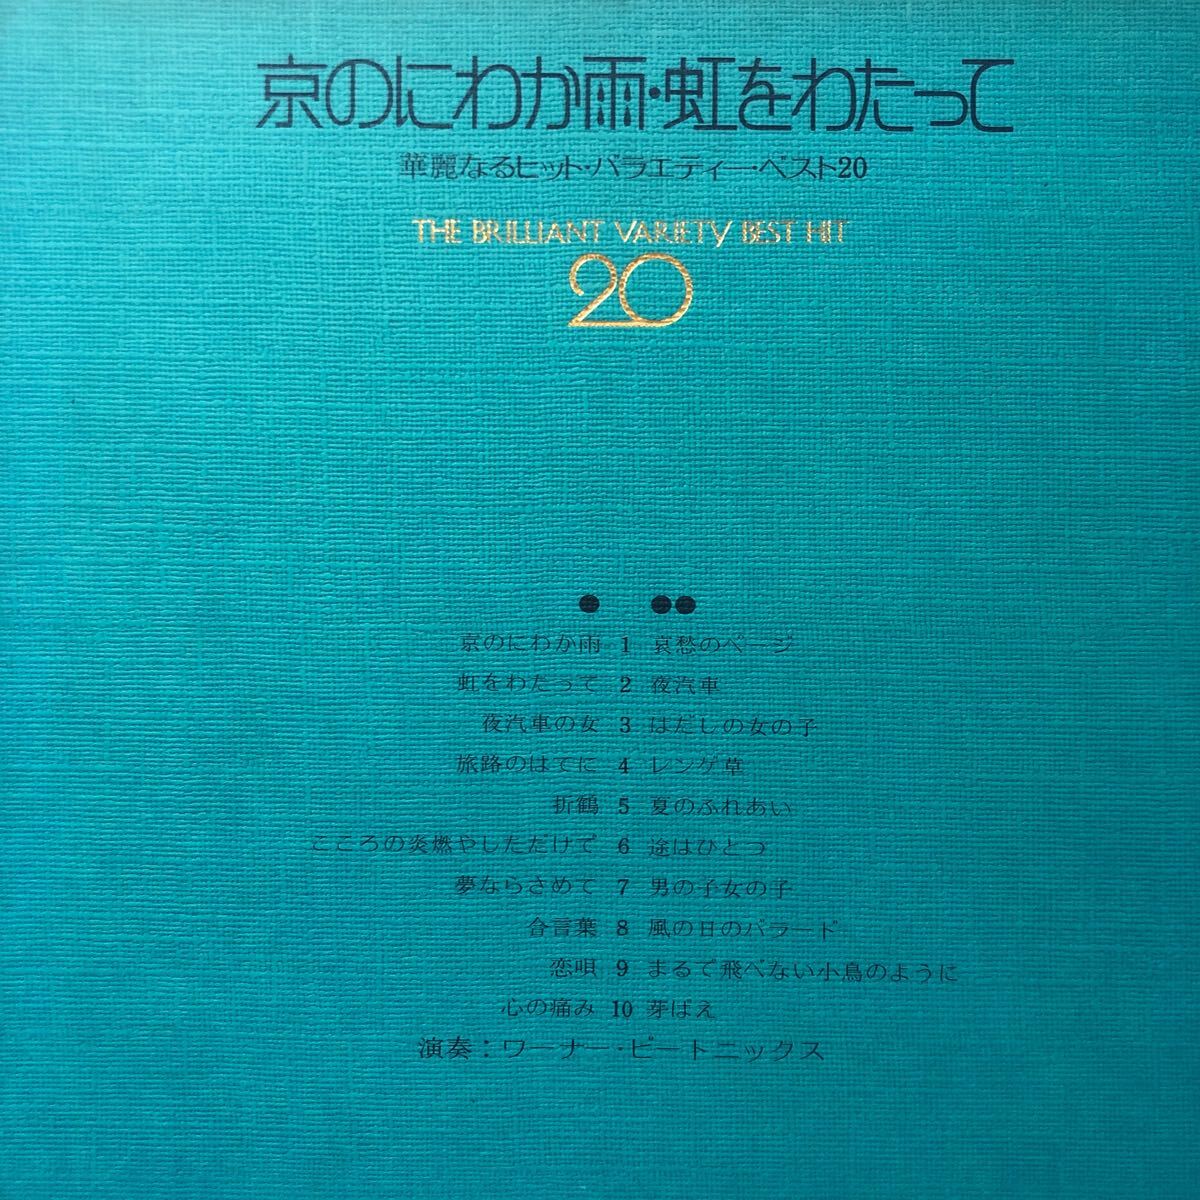 京のにわか雨・虹をわたって
華麗なるヒット・バラエティー・ベスト20
THE BRILLIANT VARIETY BEST HIT
20
● ●●
京のにわか雨 1 哀愁のページ
虹をわたって 2 夜汽車
夜汽車の女 3 はだしの女の子
旅路のはてに 4 レンゲ草
折鶴 5 夏のふれあい
こころの炎燃やしただけで 6 途はひとつ
夢ならさめて 7 男の子女の子
合言葉 8 風の日のバラード
恋唄 9 まるで飛べない小鳥のように
心の痛み 10 芽ばえ
演奏：ワーナー・ビートニックス